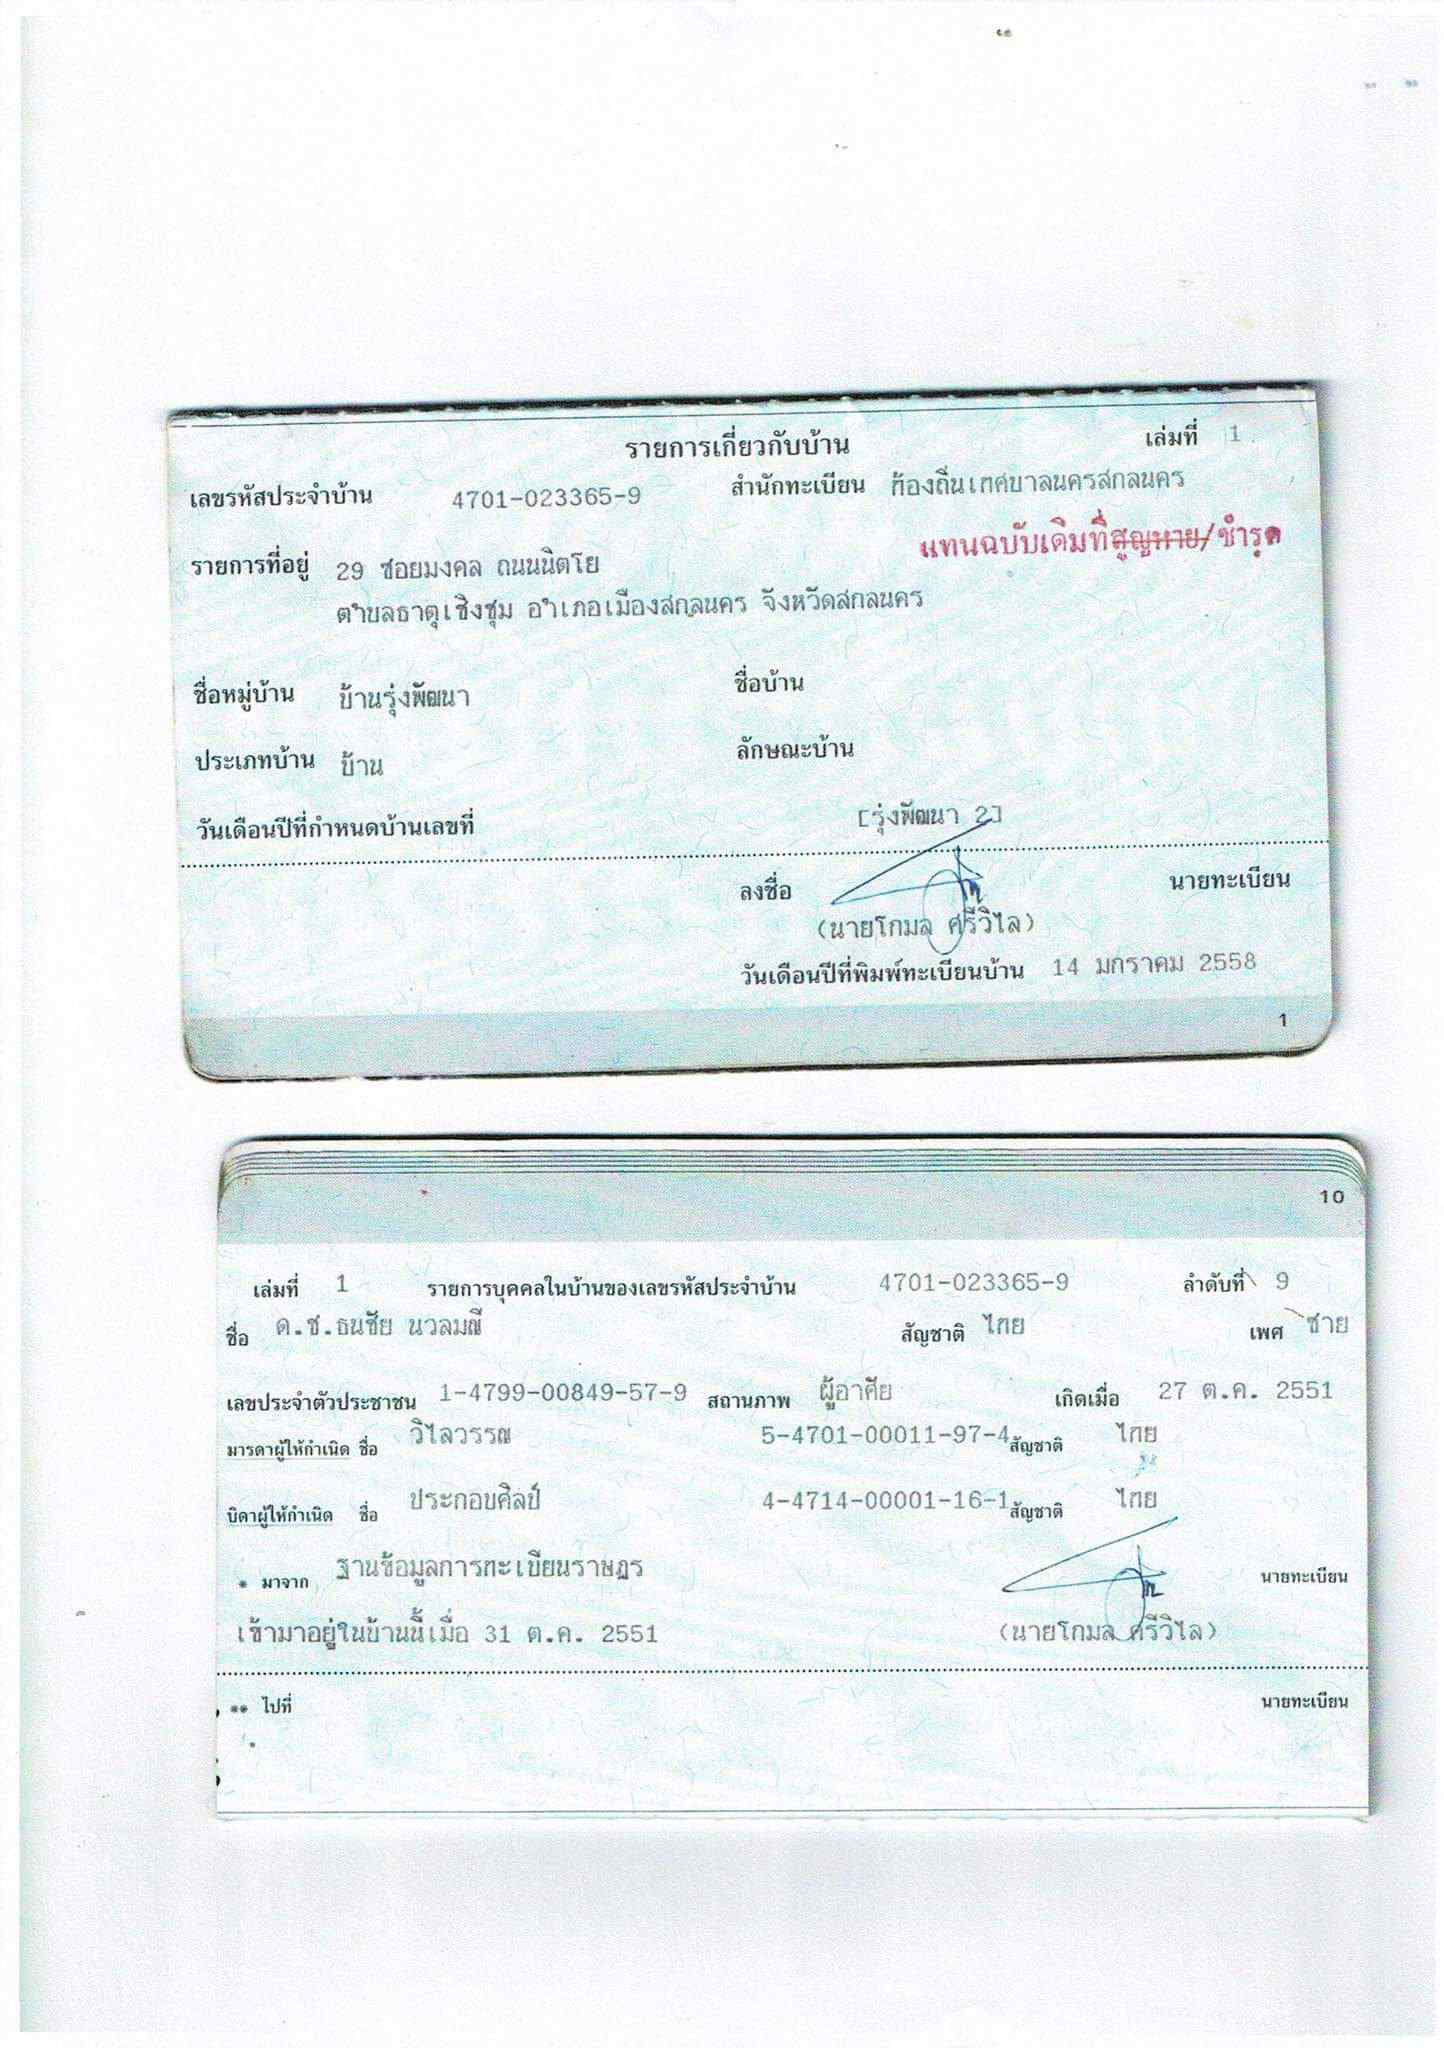 รายการเกี่ยวกับบ้าน เล่มที่ 1
เลขรหัสประจำบ้าน 4701-023365-9 สำนักทะเบียน ท้องถิ่นเทศบาลนครสกลนคร
แทนฉบับเดิมที่สูญหาย/ชำรุด
รายการที่อยู่ 29 ซอยมงคล ถนนนิตโย
ตำบลธาตุเชิงชุม อำเภอเมืองสกลนคร จังหวัดสกลนคร
ชื่อหมู่บ้าน บ้านรุ่งพัฒนา ชื่อบ้าน
ประเภทบ้าน บ้าน ลักษณะบ้าน
วันเดือนปีที่กำหนดบ้านเลขที่ [รุ่งพัฒนา 2]
ลงชื่อ นายทะเบียน
(นายโกมล ศรีวิไล)
วันเดือนปีที่พิมพ์ทะเบียนบ้าน 14 มกราคม 2558
1
10
เล่มที่ 1 รายการบุคคลในบ้านของเลขรหัสประจำบ้าน 4701-023365-9 ลำดับที่ 9
ชื่อ ด.ช.ธนชัย นวลมณี สัญชาติ ไทย เพศ ชาย
เลขประจำตัวประชาชน 1-4799-00849-57-9 สถานภาพ ผู้อาศัย เกิดเมื่อ 27 ต.ค. 2551
มารดาผู้ให้กำเนิด ชื่อ วิไลวรรณ 5-4701-00011-97-4 สัญชาติ ไทย
บิดาผู้ให้กำเนิด ชื่อ ประกอบศิลป์ 4-4714-00001-16-1 สัญชาติ ไทย
* มาจาก ฐานข้อมูลการทะเบียนราษฎร นายทะเบียน
เข้ามาอยู่ในบ้านนี้เมื่อ 31 ต.ค. 2551 (นายโกมล ศรีวิไล)
** ไปที่ นายทะเบียน